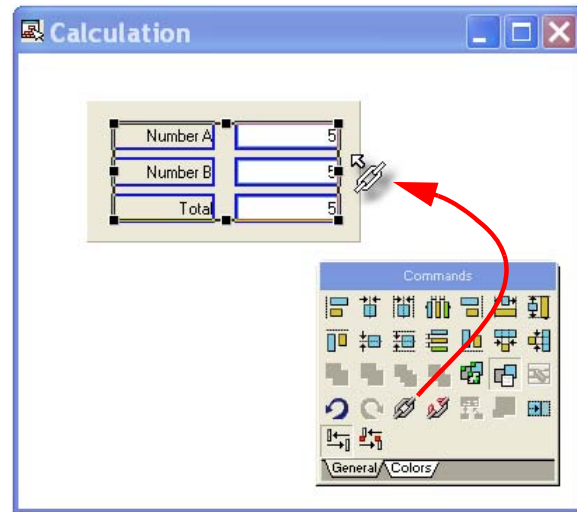 Calculation
Number A 5
Number B 5
Total 5
Commands
General Colors